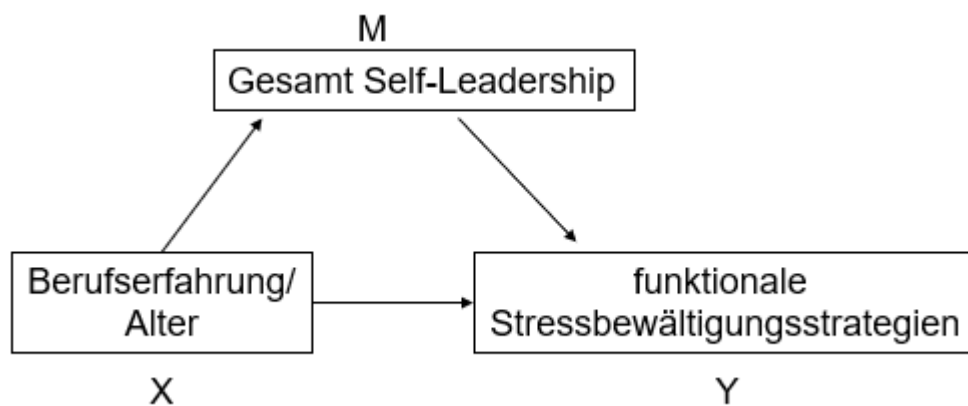 M
Gesamt Self-Leadership
Berufserfahrung/
Alter
funktionale
Stressbewältigungsstrategien
X
Y